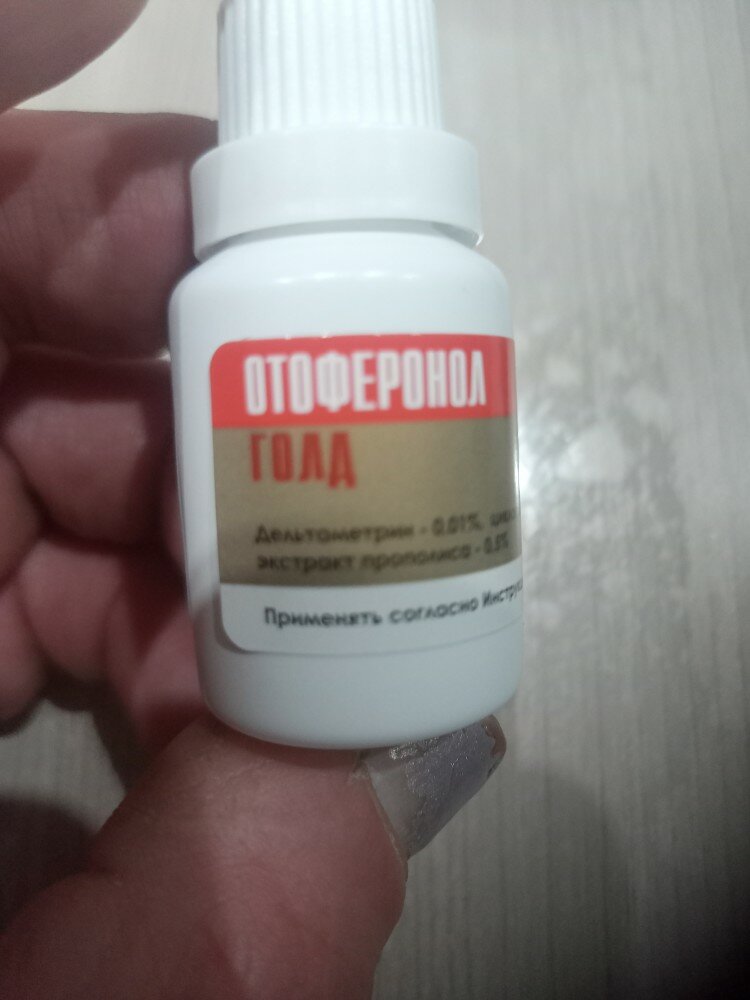 ОТОФЕРОНОЛ
ГОЛД
Дельтаметрин - 0.01%,
экстракт прополиса - 0.5%
Применять согласно